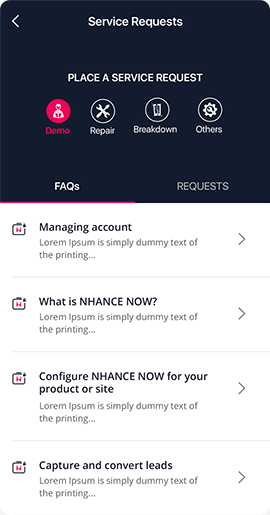 Service Requests
PLACE A SERVICE REQUEST
Demo
Repair
Breakdown
Others
FAQs
REQUESTS
Managing account
Lorem Ipsum is simply dummy text of
the printing...
What is NHANCE NOW?
Lorem Ipsum is simply dummy text of
the printing...
Configure NHANCE NOW for your
product or site
Lorem Ipsum is simply dummy text of
the printing...
Capture and convert leads
Lorem Ipsum is simply dummy text of
the printing...